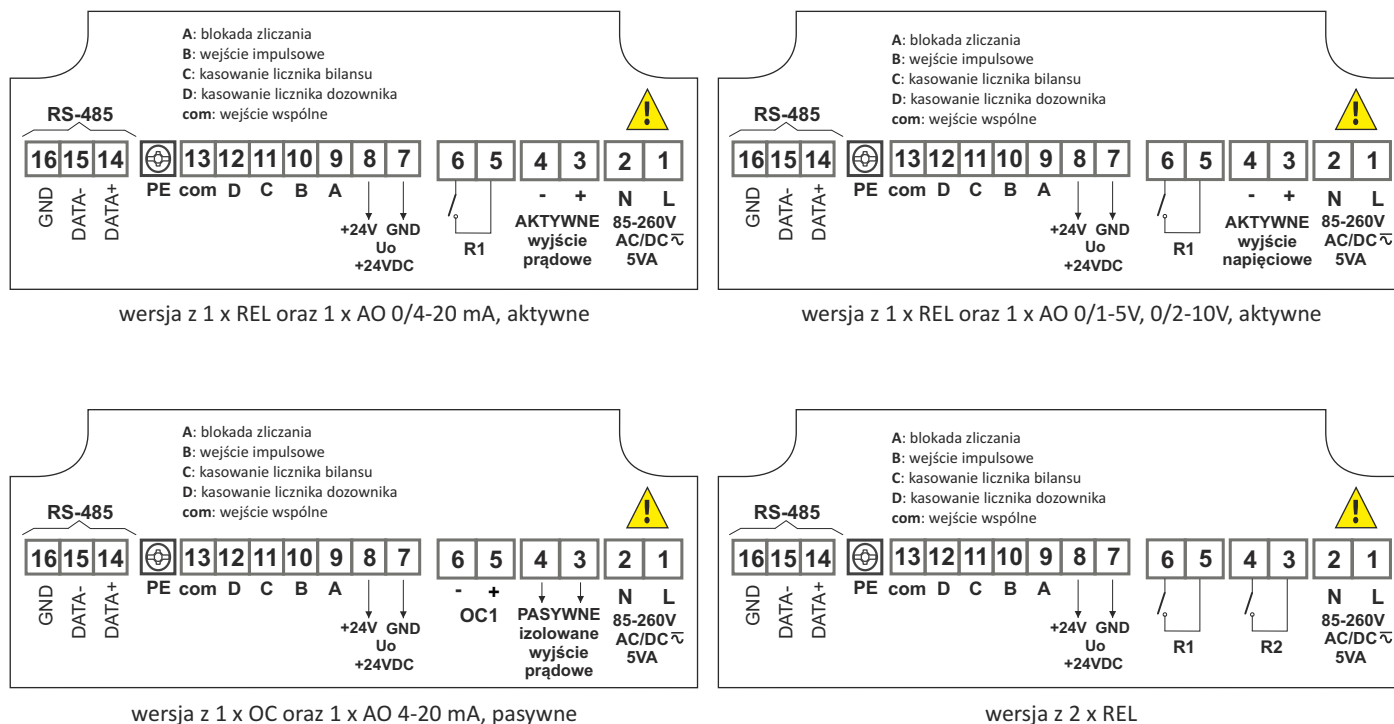 A: blokada zliczania
B: wejście impulsowe
C: kasowanie licznika bilansu
D: kasowanie licznika dozownika
com: wejście wspólne
RS-485
!
16 15 14 13 12 11 10 9 8 7 6 5 4 3 2 1
GND DATA- DATA+ PE com D C B A - + N L
+24V GND
Uo
+24VDC
R1
AKTYWNE
wyjście
prądowe
85-260V
AC/DC
5VA
wersja z 1 x REL oraz 1 x AO 0/4-20 mA, aktywne
A: blokada zliczania
B: wejście impulsowe
C: kasowanie licznika bilansu
D: kasowanie licznika dozownika
com: wejście wspólne
RS-485
!
16 15 14 13 12 11 10 9 8 7 6 5 4 3 2 1
GND DATA- DATA+ PE com D C B A - + N L
+24V GND
Uo
+24VDC
R1
AKTYWNE
wyjście
napięciowe
85-260V
AC/DC
5VA
wersja z 1 x REL oraz 1 x AO 0/1-5V, 0/2-10V, aktywne
A: blokada zliczania
B: wejście impulsowe
C: kasowanie licznika bilansu
D: kasowanie licznika dozownika
com: wejście wspólne
RS-485
!
16 15 14 13 12 11 10 9 8 7 6 5 4 3 2 1
GND DATA- DATA+ PE com D C B A - + N L
+24V GND
Uo
+24VDC
OC1
PASYWNE
izolowane
wyjście
prądowe
85-260V
AC/DC
5VA
wersja z 1 x OC oraz 1 x AO 4-20 mA, pasywne
A: blokada zliczania
B: wejście impulsowe
C: kasowanie licznika bilansu
D: kasowanie licznika dozownika
com: wejście wspólne
RS-485
!
16 15 14 13 12 11 10 9 8 7 6 5 4 3 2 1
GND DATA- DATA+ PE com D C B A N L
+24V GND
Uo
+24VDC
R1
R2
85-260V
AC/DC
5VA
wersja z 2 x REL